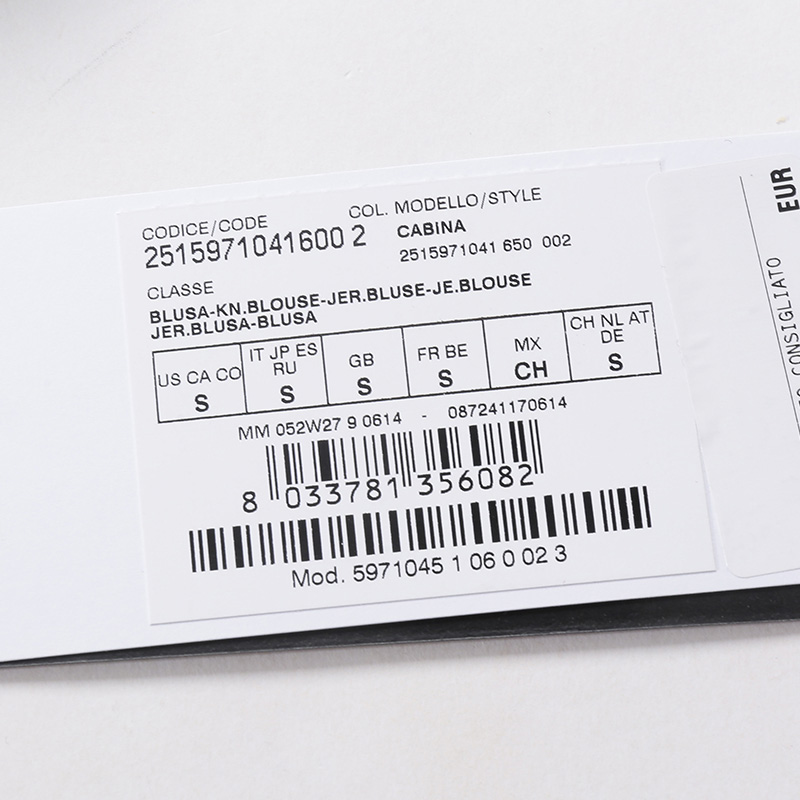 CODICE/CODE COL. MODELLO/STYLE
2515971041600 2 CABINA
2515971041 650 002
CLASSE
BLUSA-KN.BLOUSE-JER.BLUSE-JE.BLOUSE
JER.BLUSA-BLUSA
US CA CO IT JP ES RU GB FR BE MX CH NL AT DE
S S S S CH S
MM 052W27 9 0614 - 087241170614
8 033781 356082
Mod. 5971045 1 06 0 02 3
EUR
CONSIGLIATO